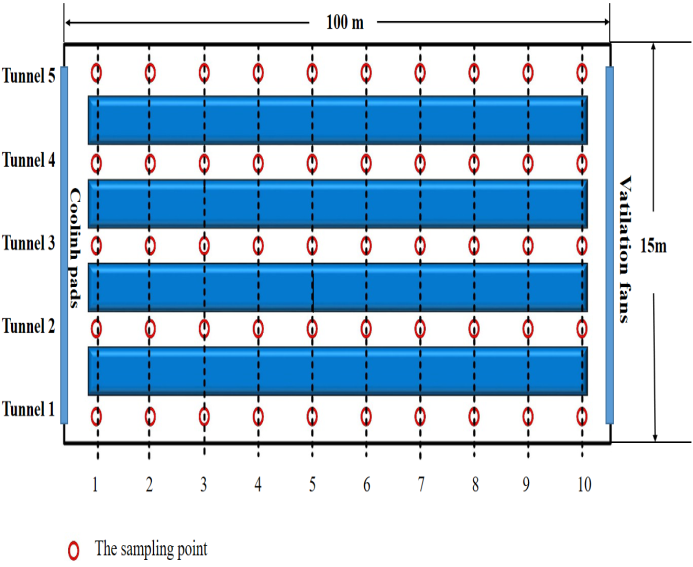 100 m
Tunnel 5
Tunnel 4
Tunnel 3
Tunnel 2
Tunnel 1
Coolinh pads
Vatilation fans
15m
1 2 3 4 5 6 7 8 9 10
The sampling point